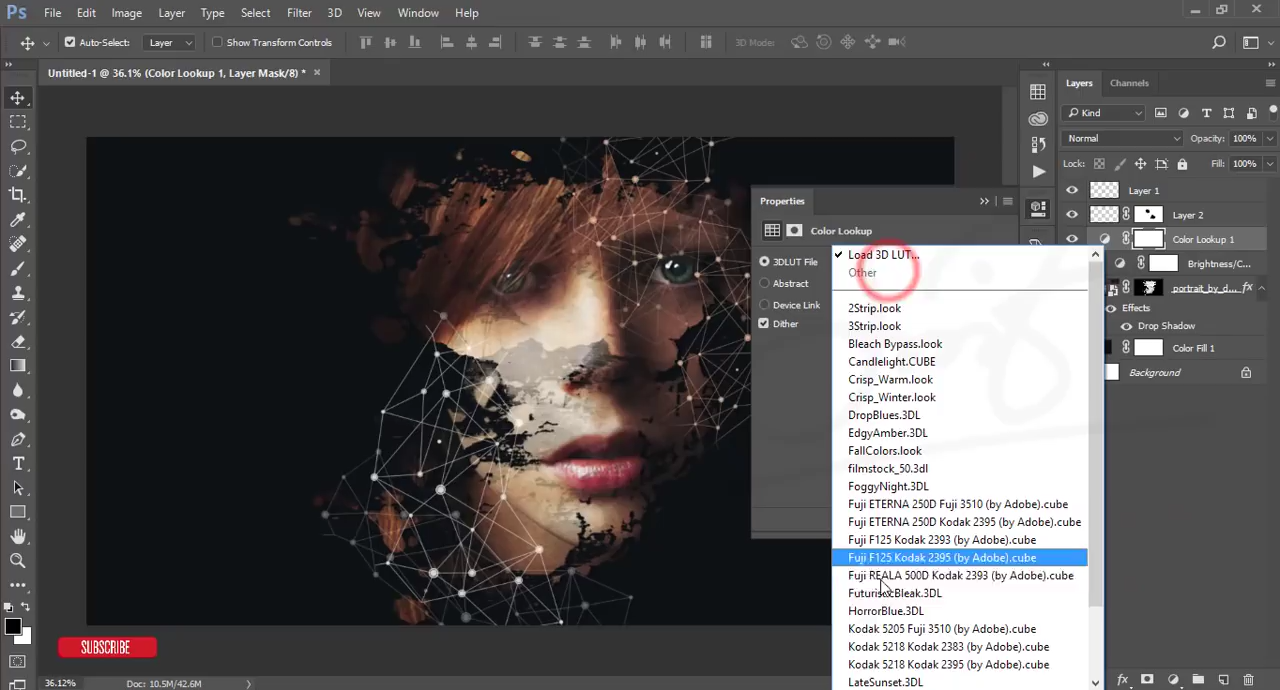 Ps File Edit Image Layer Type Select Filter 3D View Window Help
Auto-Select: Layer Show Transform Controls 3D Mode:
Untitled-1 @ 36.1% (Color Lookup 1, Layer Mask/8) * ×
Layers Channels
Kind
Normal Opacity: 100%
Lock: Fill: 100%
Layer 1
Layer 2
Color Lookup 1
Brightness/C...
portrait_by_d... fx
Effects
Drop Shadow
Color Fill 1
Background
Properties
Color Lookup
3DLUT File
Abstract
Device Link
Dither
Load 3D LUT...
Other
2Strip.look
3Strip.look
Bleach Bypass.look
Candlelight.CUBE
Crisp_Warm.look
Crisp_Winter.look
DropBlues.3DL
EdgyAmber.3DL
FallColors.look
filmstock_50.3dl
FoggyNight.3DL
Fuji ETERNA 250D Fuji 3510 (by Adobe).cube
Fuji ETERNA 250D Kodak 2395 (by Adobe).cube
Fuji F125 Kodak 2393 (by Adobe).cube
Fuji F125 Kodak 2395 (by Adobe).cube
Fuji REALA 500D Kodak 2393 (by Adobe).cube
FuturisticBleak.3DL
HorrorBlue.3DL
Kodak 5205 Fuji 3510 (by Adobe).cube
Kodak 5218 Kodak 2383 (by Adobe).cube
Kodak 5218 Kodak 2395 (by Adobe).cube
LateSunset.3DL
SUBSCRIBE
36.12% Doc: 10.5M/42.6M
fx